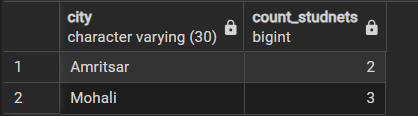 city count_studnets
character varying (30) bigint
1 Amritsar 2
2 Mohali 3